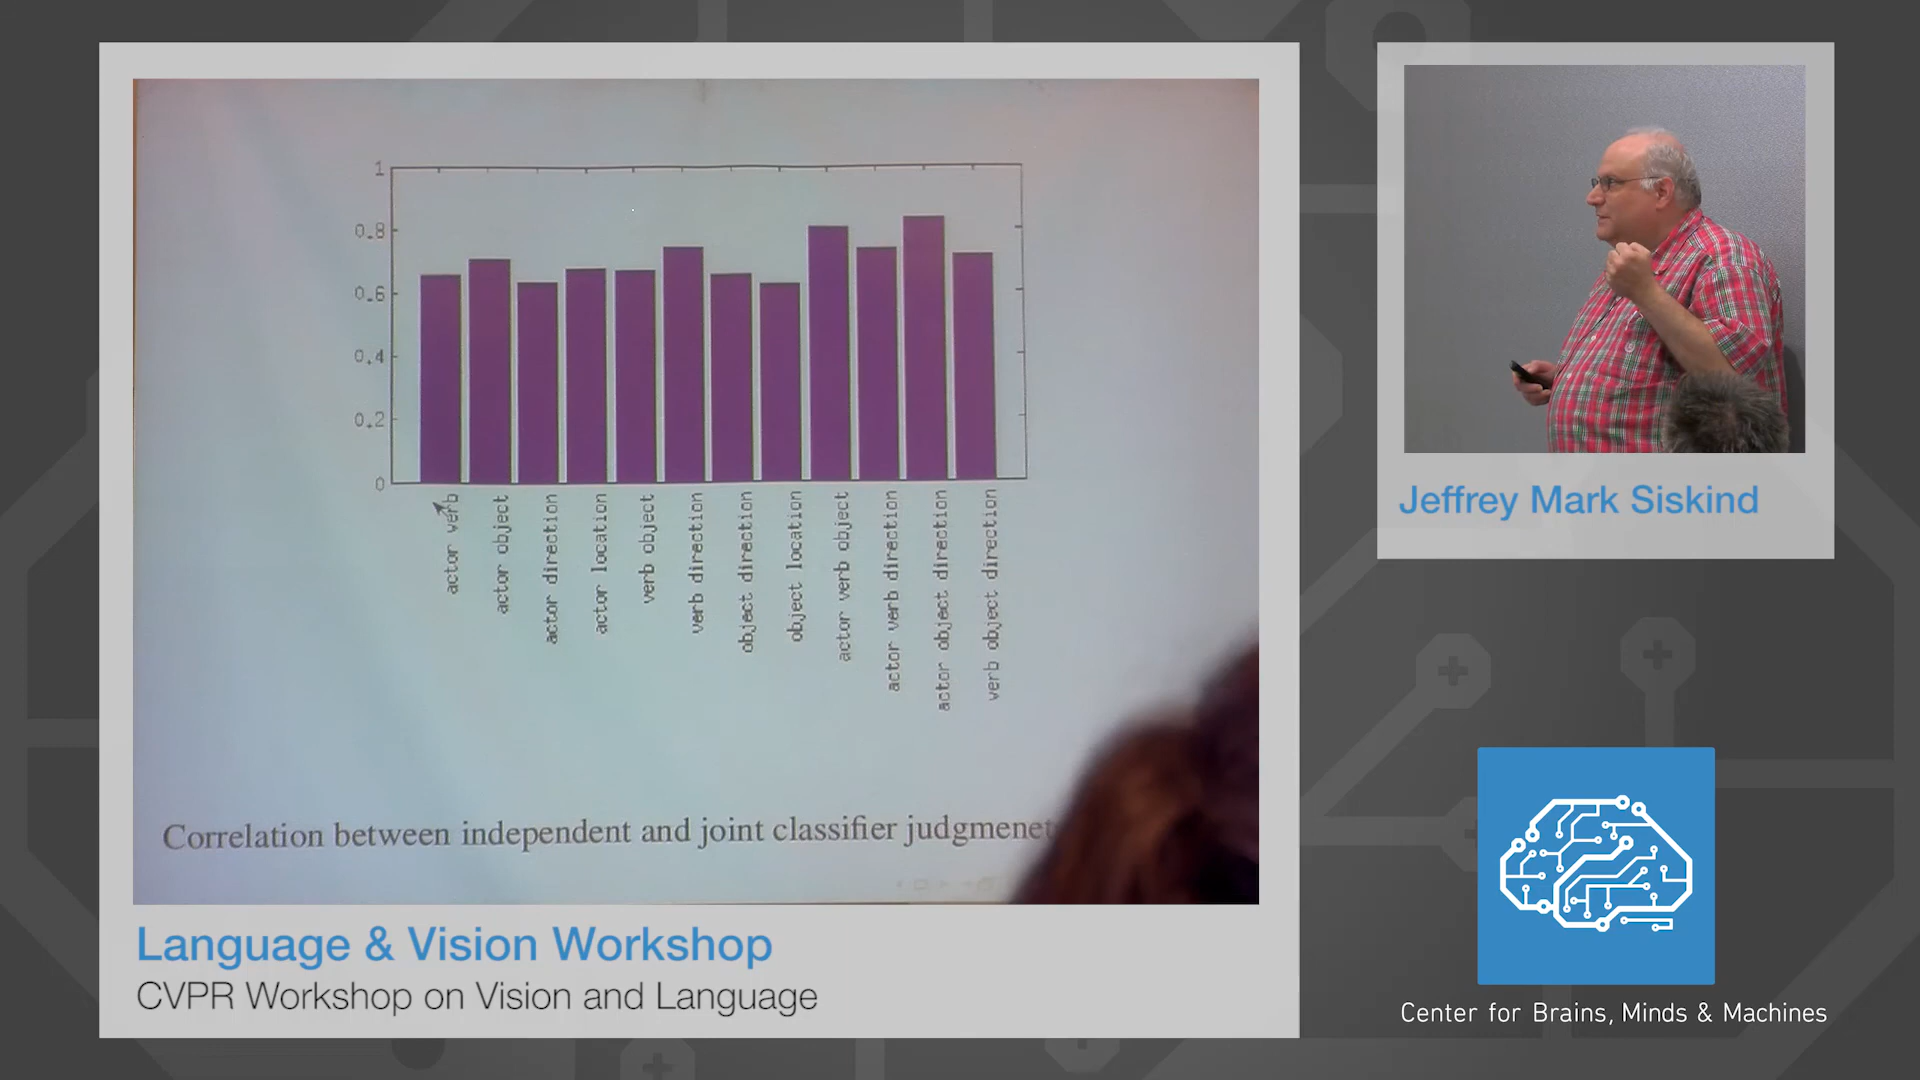 1
0.8
0.6
0.4
0.2
0
actor verb
actor object
actor direction
actor location
verb object
verb direction
object direction
object location
actor verb object
actor verb direction
actor object direction
verb object direction
Correlation between independent and joint classifier judgmenet
Language & Vision Workshop
CVPR Workshop on Vision and Language
Jeffrey Mark Siskind
Center for Brains, Minds & Machines